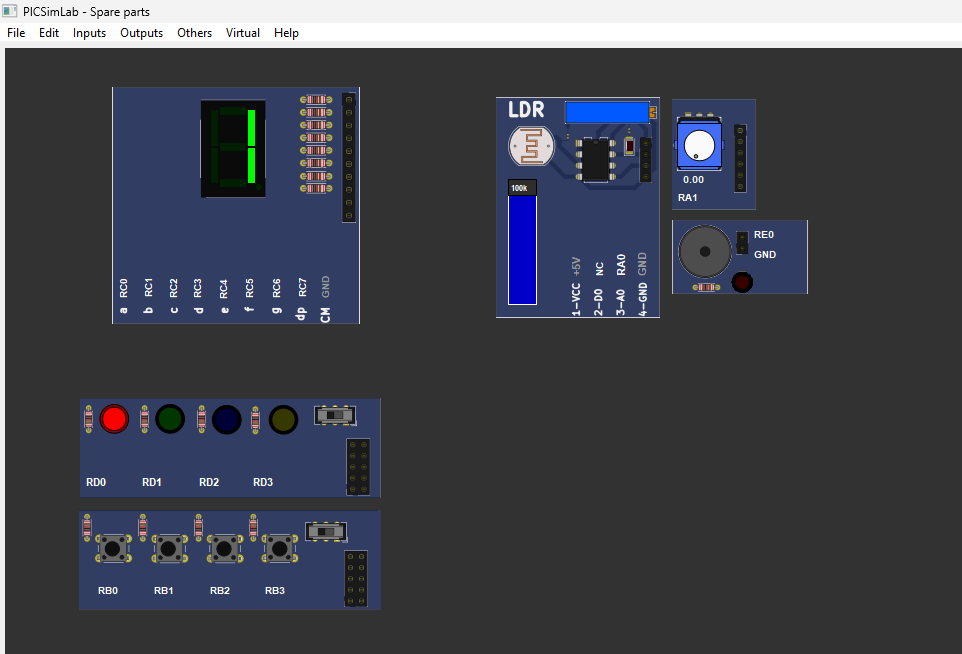 PICSimLab - Spare parts
File Edit Inputs Outputs Others Virtual Help
a RC0
b RC1
c RC2
d RC3
e RC4
f RC5
g RC6
dp RC7
CM GND
LDR
100k
1-VCC +5V
2-D0 NC
3-A0 RA0
4-GND GND
0.00
RA1
RE0
GND
RD0 RD1 RD2 RD3
RB0 RB1 RB2 RB3